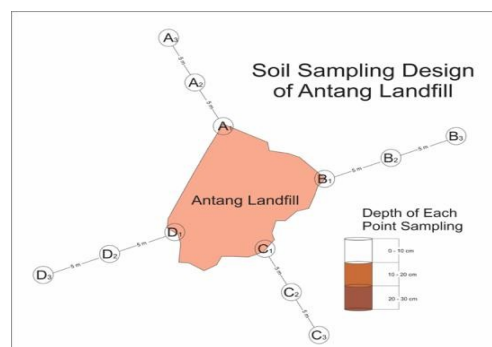 A3
5 m
A2
5 m
A1
Soil Sampling Design
of Antang Landfill
B3
5 m
B2
5 m
B1
Antang Landfill
D1
5 m
D2
5 m
D3
C1
5 m
C2
5 m
C3
Depth of Each
Point Sampling
0 - 10 cm
10 - 20 cm
20 - 30 cm